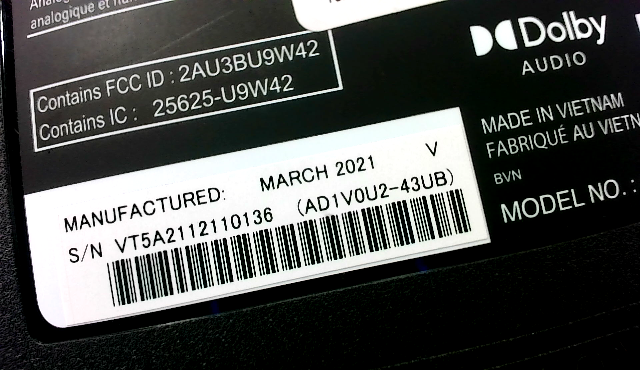 analogique et nu
Contains FCC ID : 2AU3BU9W42
Contains IC : 25625-U9W42
Dolby
AUDIO
MADE IN VIETNAM
FABRIQUÉ AU VIETN
BVN
MODEL NO. :
MANUFACTURED: MARCH 2021 V
S/N VT5A2112110136 (AD1V0U2-43UB)